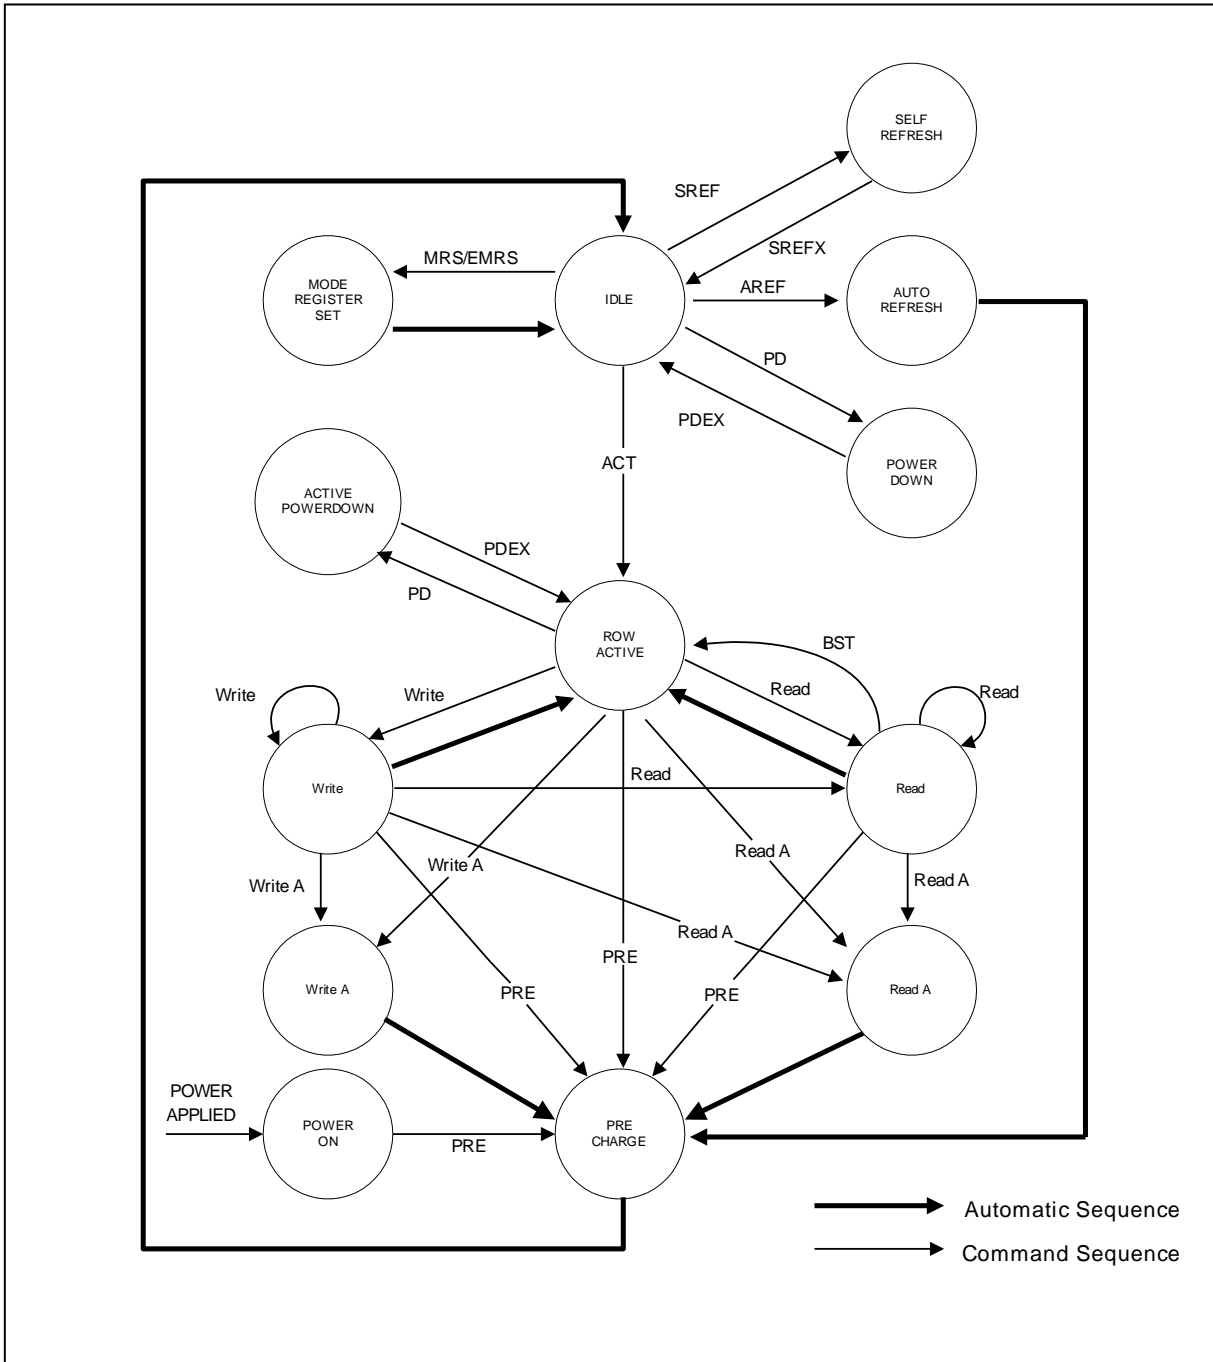 SELF
REFRESH
SREF
SREFX
MRS/EMRS
MODE
REGISTER
SET
IDLE
AREF
AUTO
REFRESH
PD
PDEX
POWER
DOWN
ACT
ACTIVE
POWERDOWN
PDEX
PD
ROW
ACTIVE
BST
Write
Write
Read
Read
Write
Read
Read
Write A
Write A
Read A
Read A
Read A
PRE
PRE
PRE
Write A
Read A
POWER
APPLIED
POWER
ON
PRE
PRE
CHARGE
Automatic Sequence
Command Sequence